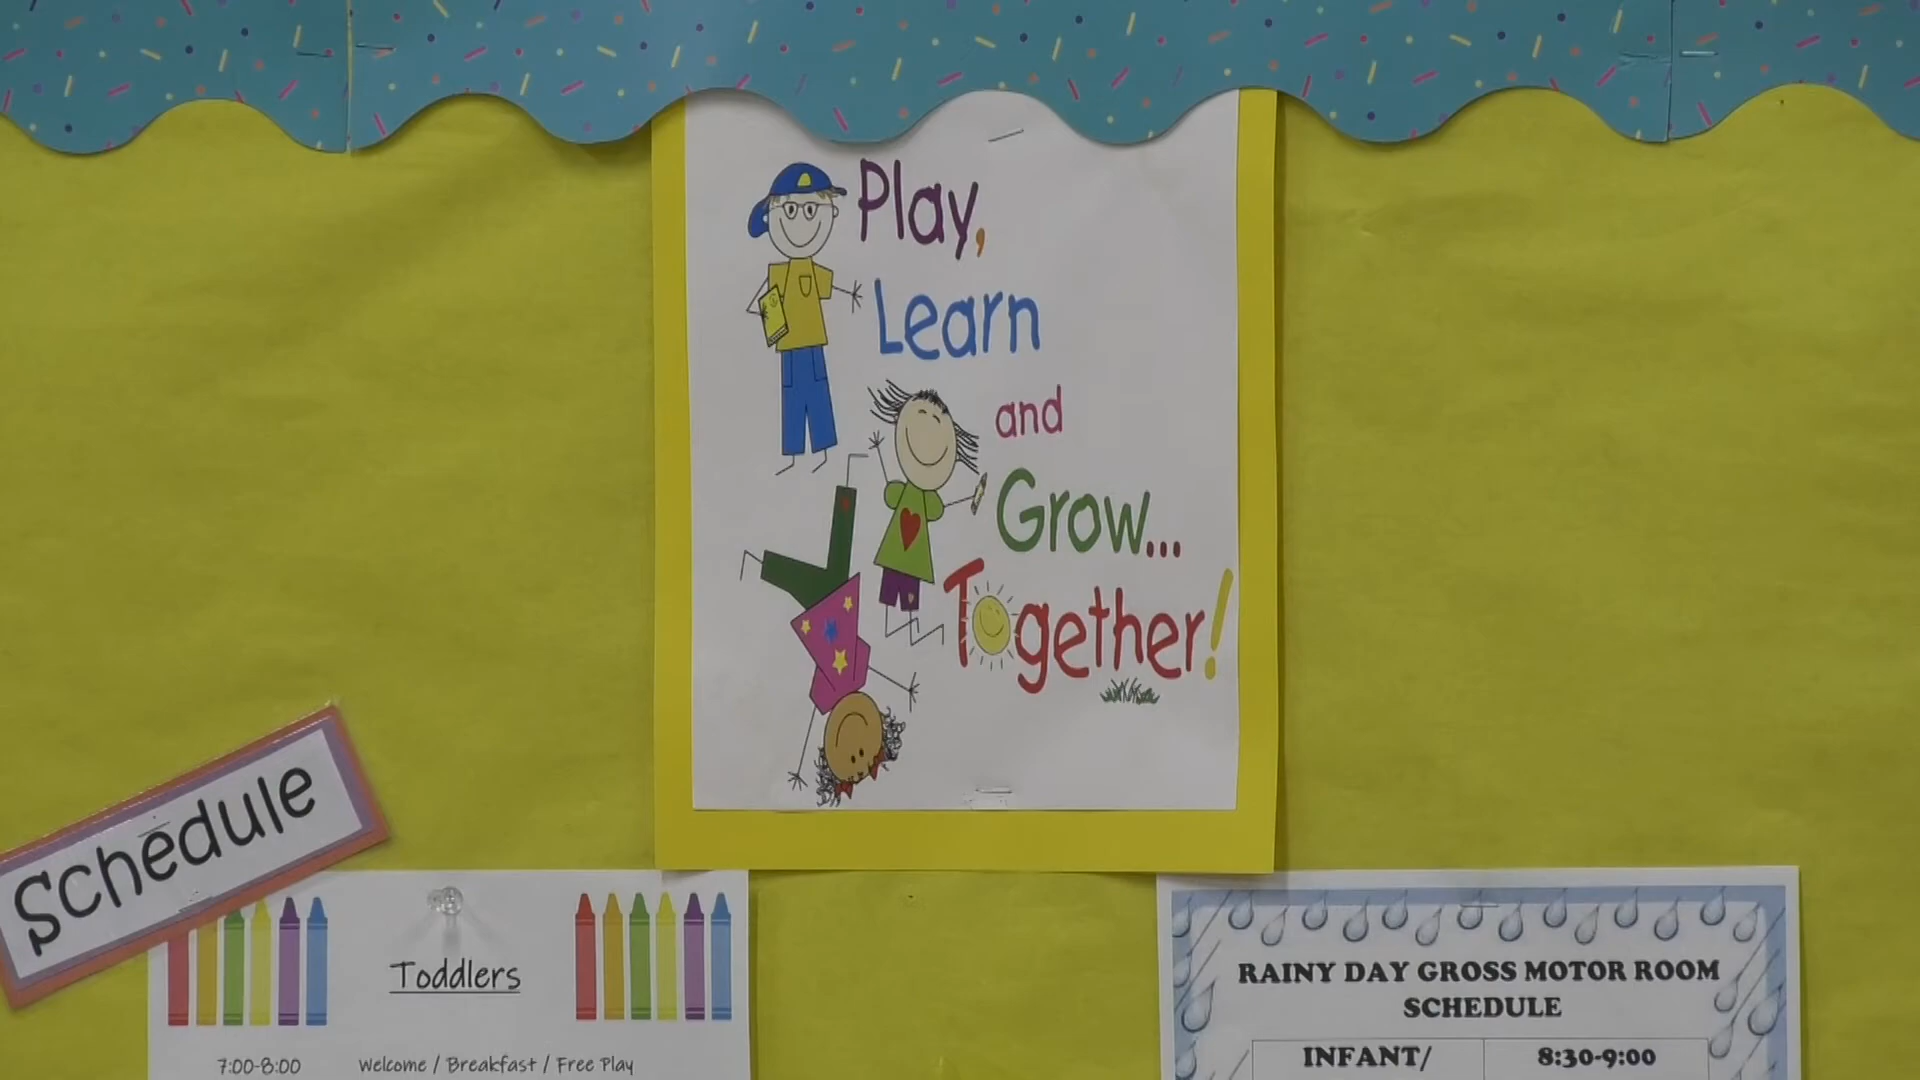 Play,
Learn
and
Grow...
Together!
Schedule
Toddlers
7:00-8:00 Welcome / Breakfast / Free Play
RAINY DAY GROSS MOTOR ROOM
SCHEDULE
INFANT/ 8:30-9:00